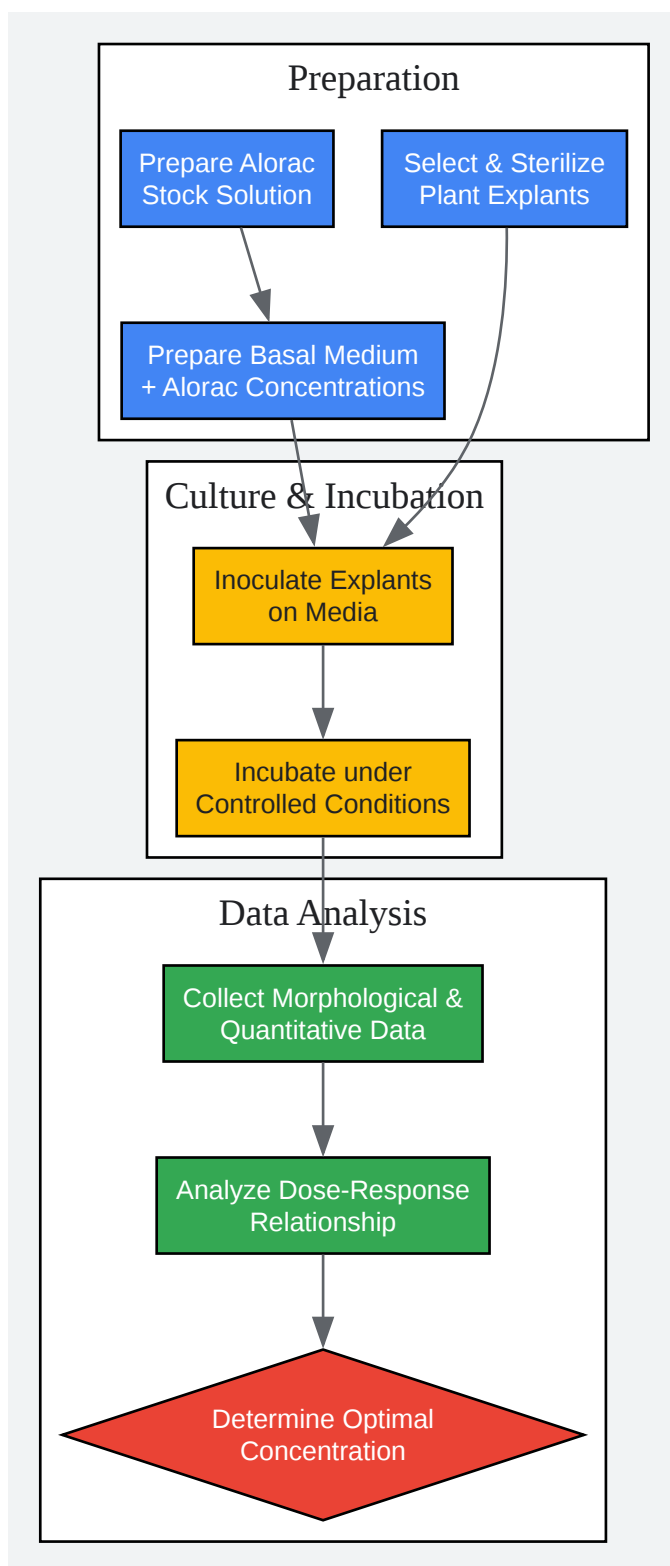 Preparation
Prepare Alorac
Stock Solution
Select & Sterilize
Plant Explants
Prepare Basal Medium
+ Alorac Concentrations
Culture & Incubation
Inoculate Explants
on Media
Incubate under
Controlled Conditions
Data Analysis
Collect Morphological &
Quantitative Data
Analyze Dose-Response
Relationship
Determine Optimal
Concentration